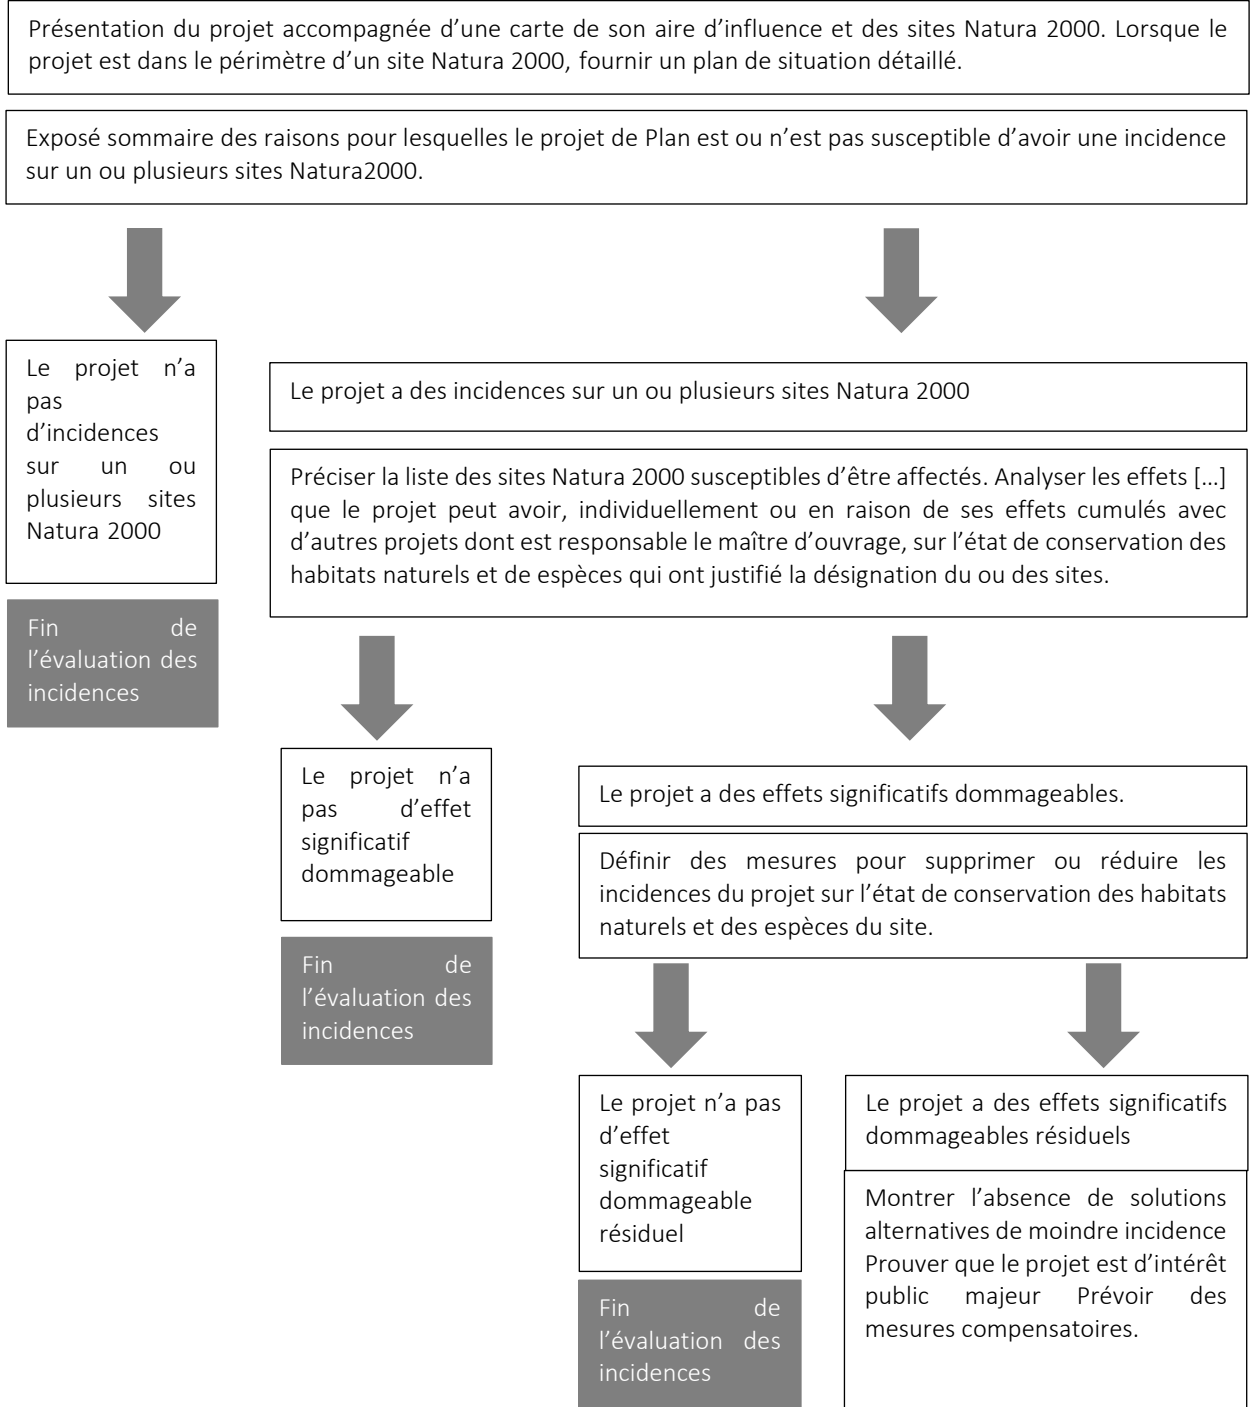 Présentation du projet accompagnée d’une carte de son aire d’influence et des sites Natura 2000. Lorsque le
projet est dans le périmètre d’un site Natura 2000, fournir un plan de situation détaillé.
Exposé sommaire des raisons pour lesquelles le projet de Plan est ou n’est pas susceptible d’avoir une incidence
sur un ou plusieurs sites Natura2000.
Le projet n’a
pas
d’incidences
sur un ou
plusieurs sites
Natura 2000
Fin de
l’évaluation des
incidences
Le projet a des incidences sur un ou plusieurs sites Natura 2000
Préciser la liste des sites Natura 2000 susceptibles d’être affectés. Analyser les effets […]
que le projet peut avoir, individuellement ou en raison de ses effets cumulés avec
d’autres projets dont est responsable le maître d’ouvrage, sur l’état de conservation des
habitats naturels et de espèces qui ont justifié la désignation du ou des sites.
Le projet n’a
pas d’effet
significatif
dommageable
Fin de
l’évaluation des
incidences
Le projet a des effets significatifs dommageables.
Définir des mesures pour supprimer ou réduire les
incidences du projet sur l’état de conservation des habitats
naturels et des espèces du site.
Le projet n’a pas
d’effet
significatif
dommageable
résiduel
Fin de
l’évaluation des
incidences
Le projet a des effets significatifs
dommageables résiduels
Montrer l’absence de solutions
alternatives de moindre incidence
Prouver que le projet est d’intérêt
public majeur Prévoir des
mesures compensatoires.